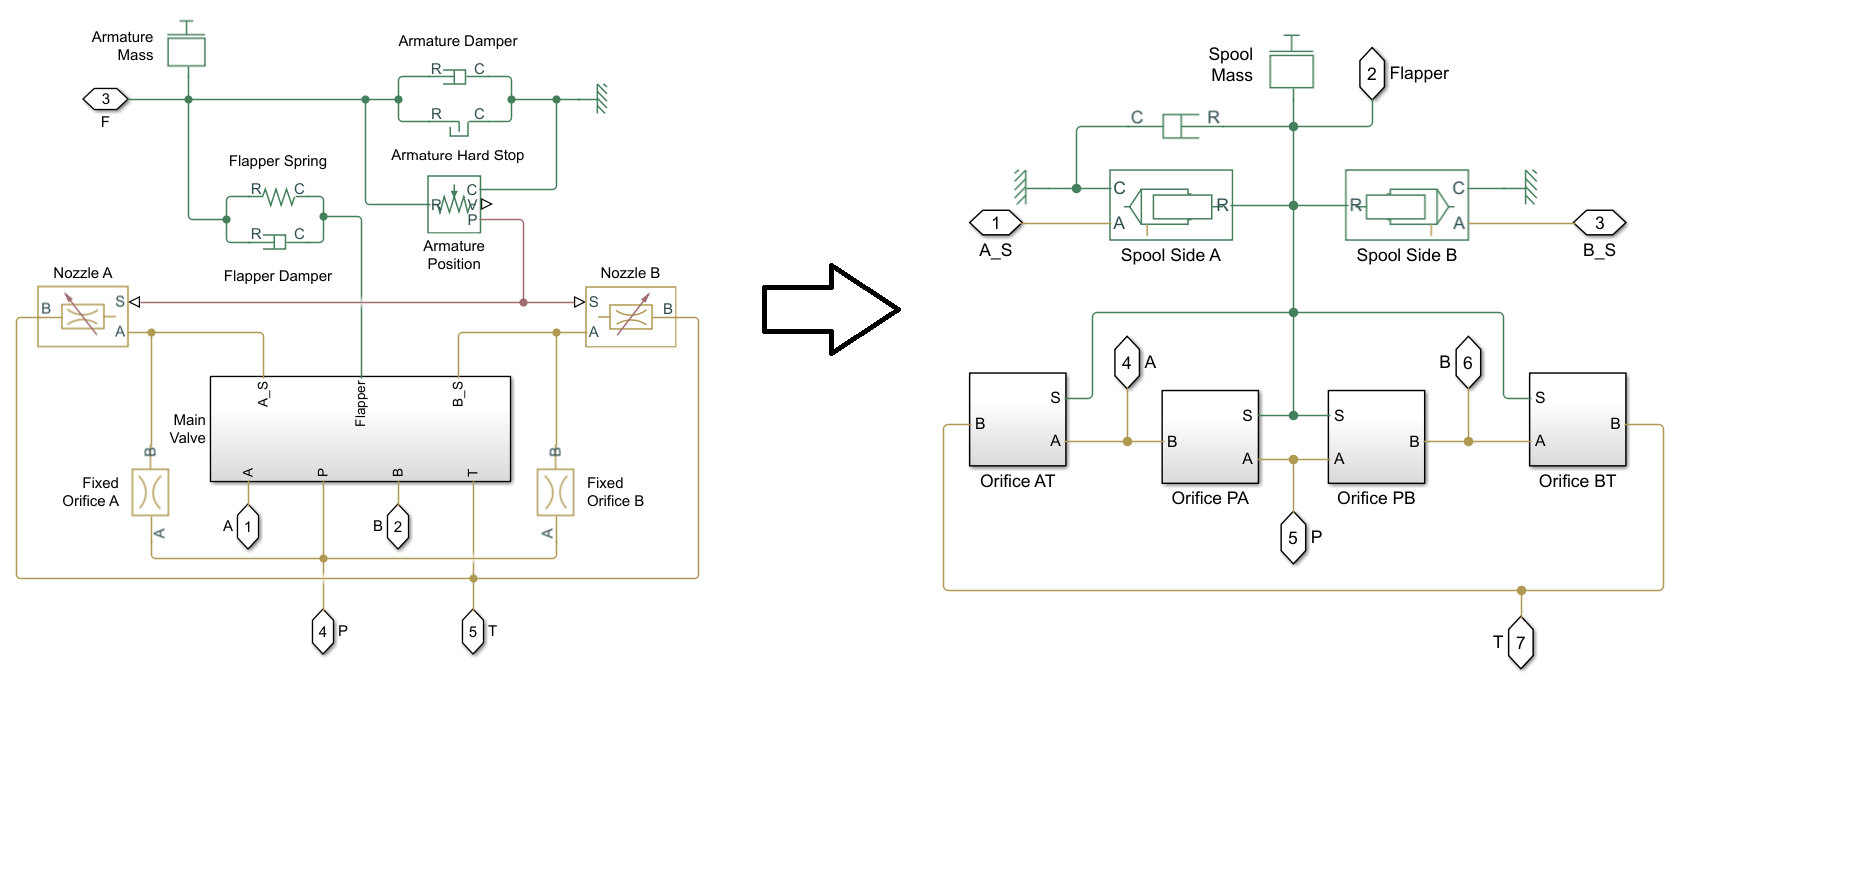 Armature
Mass
Armature Damper
R C
3
F
R C
Armature Hard Stop
Flapper Spring
R C
C
R V
P
R C
Armature
Position
Flapper Damper
Nozzle A
B S
A
Nozzle B
S B
A
A_S
Flapper
B_S
Main
Valve
A
P
B
T
B
Fixed
Orifice A
A
B
Fixed
Orifice B
A
A 1
B 2
4 P
5 T
Spool
Mass
2 Flapper
C R
C
R
A
R
C
A
1
A_S
Spool Side A
Spool Side B
3
B_S
4 A
B 6
S
B
A
Orifice AT
S
B
A
Orifice PA
S
B
A
Orifice PB
S
B
A
Orifice BT
5 P
T 7